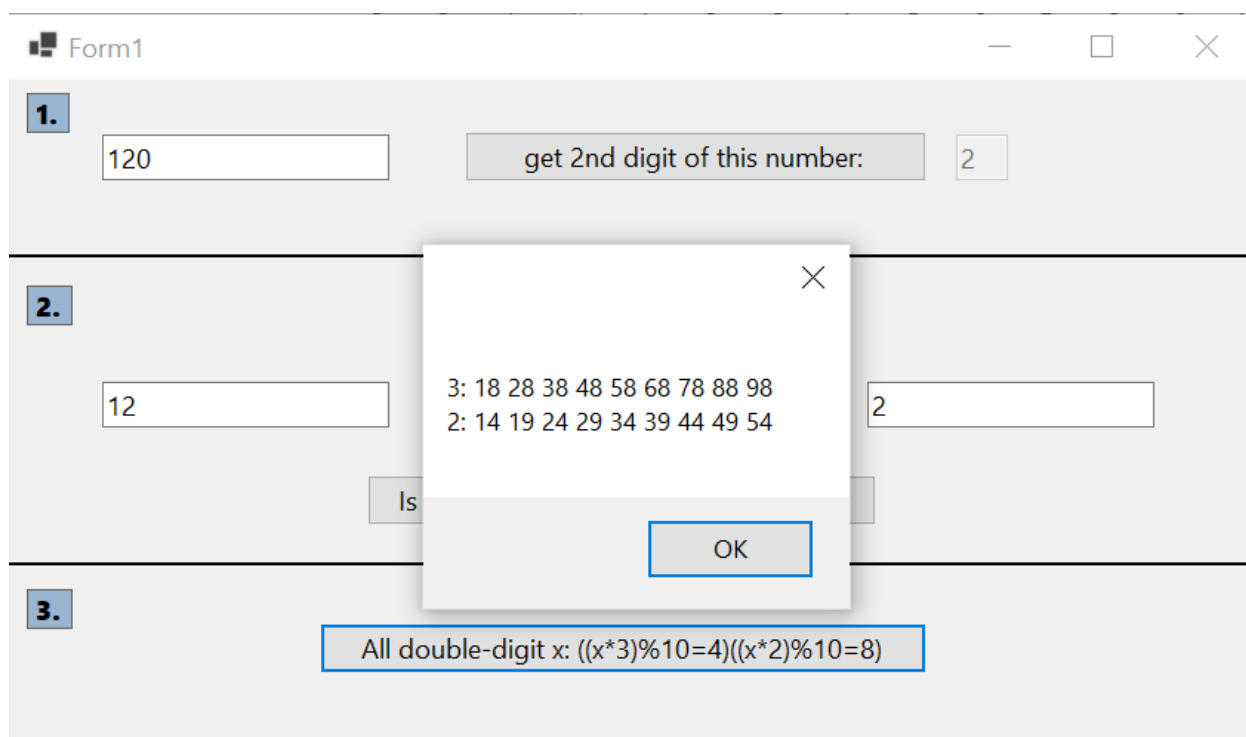 Form1
1.
120
get 2nd digit of this number:
2
2.
3: 18 28 38 48 58 68 78 88 98
2: 14 19 24 29 34 39 44 49 54
12
2
Is
OK
3.
All double-digit x: ((x*3)%10=4)((x*2)%10=8)